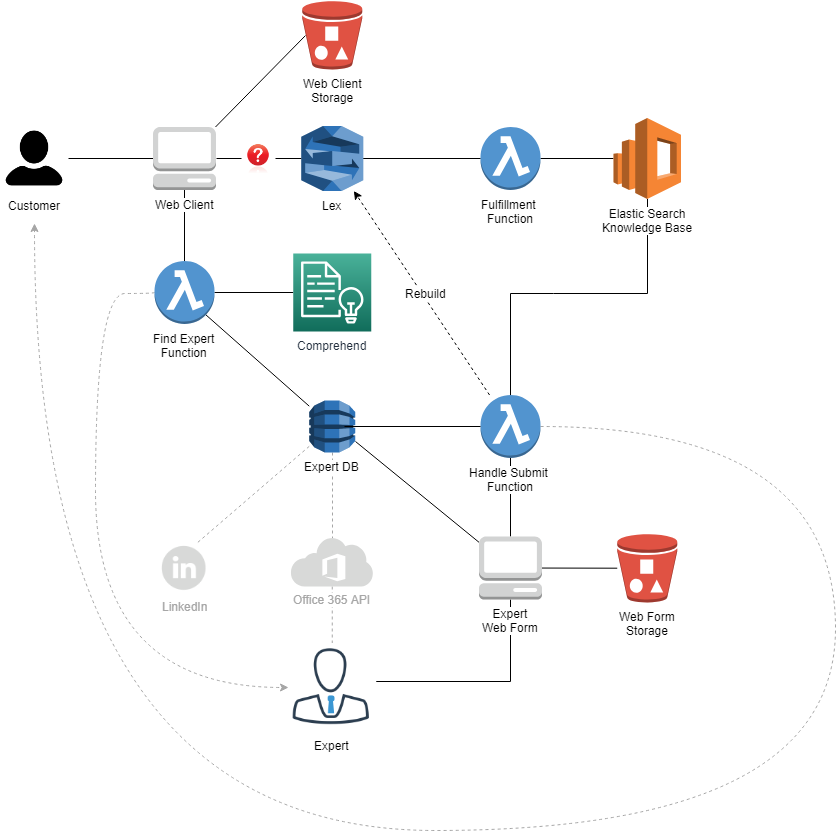 Web Client
Storage
?
Customer
Web Client
Lex
Fulfillment
Function
Elastic Search
Knowledge Base
Rebuild
Find Expert
Function
Comprehend
Expert DB
Handle Submit
Function
in
LinkedIn
Office 365 API
Expert
Web Form
Web Form
Storage
Expert